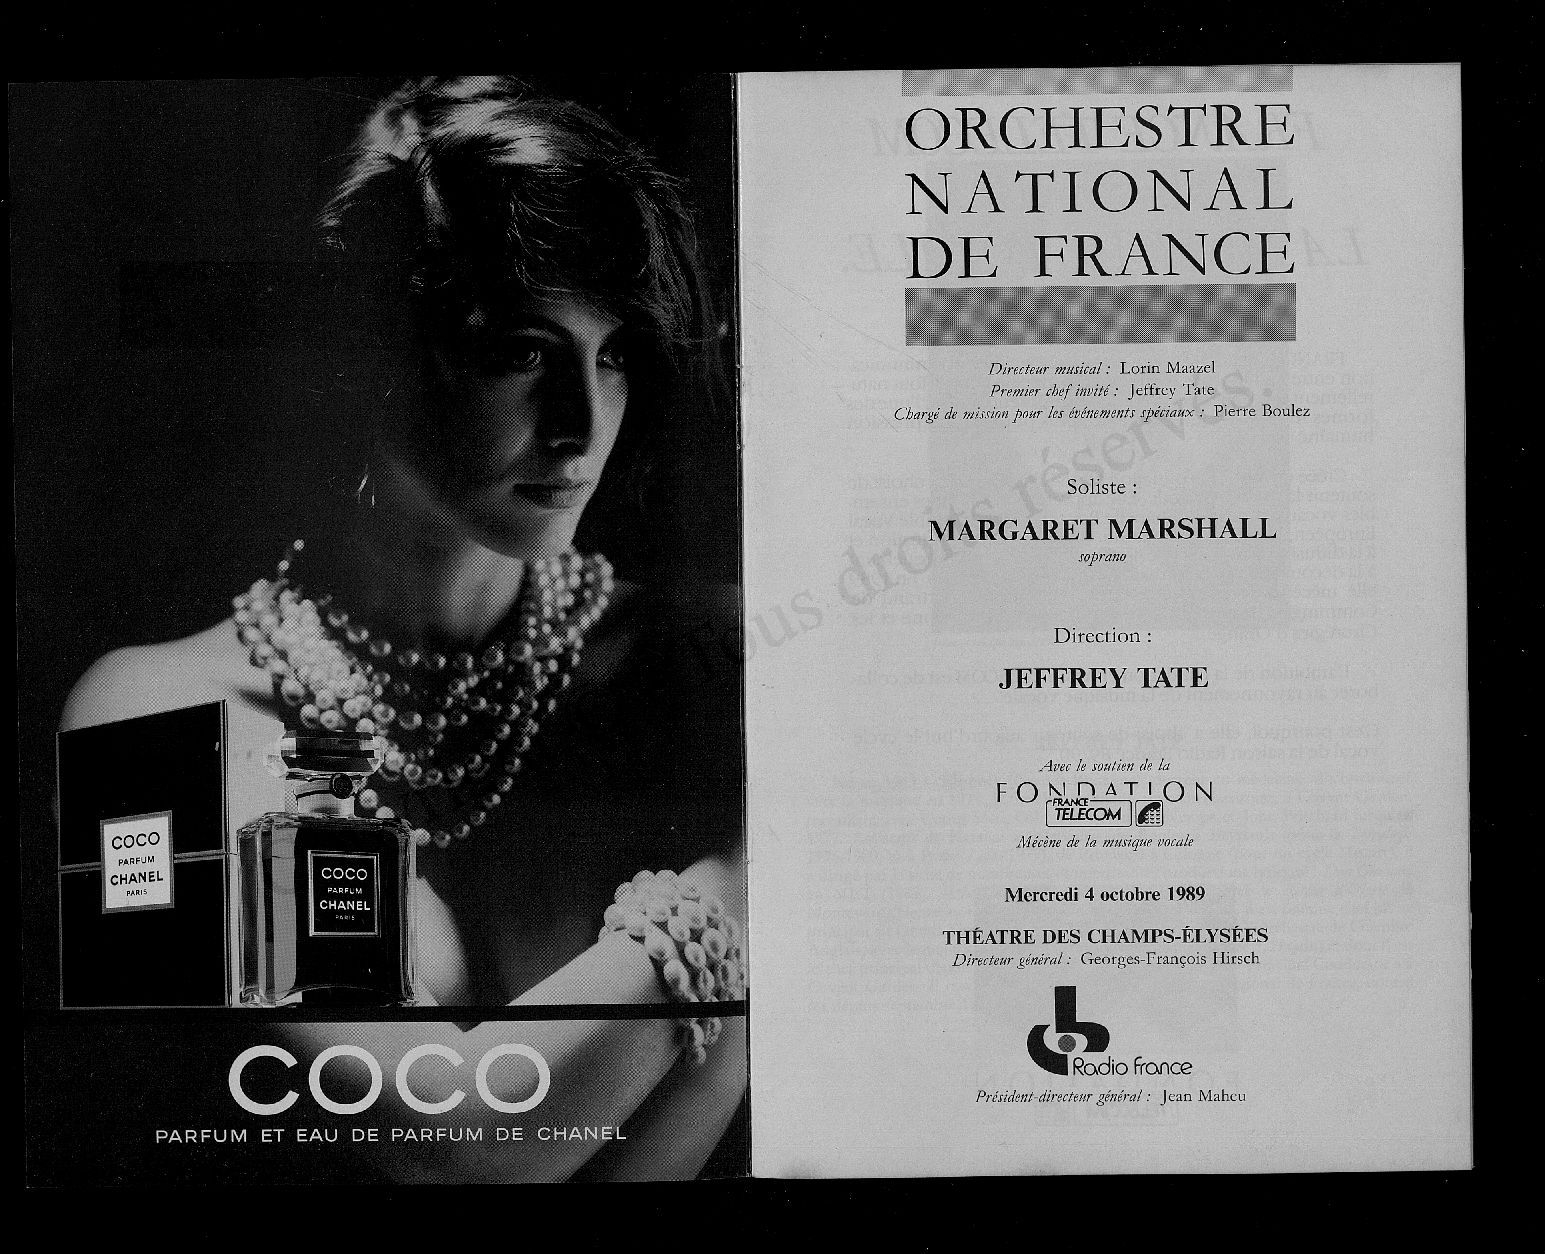 COCO
PARFUM
CHANEL
PARIS
COCO
PARFUM
CHANEL
PARIS
COCO
PARFUM ET EAU DE PARFUM DE CHANEL
ORCHESTRE
NATIONAL
DE FRANCE
Directeur musical : Lorin Maazel
Premier chef invité : Jeffrey Tate
Chargé de mission pour les événements spéciaux : Pierre Boulez
Soliste :
MARGARET MARSHALL
soprano
Direction :
JEFFREY TATE
Avec le soutien de la
FONDATION
FRANCE
TELECOM
Mécène de la musique vocale
Mercredi 4 octobre 1989
THÉATRE DES CHAMPS-ÉLYSÉES
Directeur général : Georges-François Hirsch
Radio France
Président-directeur général : Jean Maheu
Tous droits réservés.